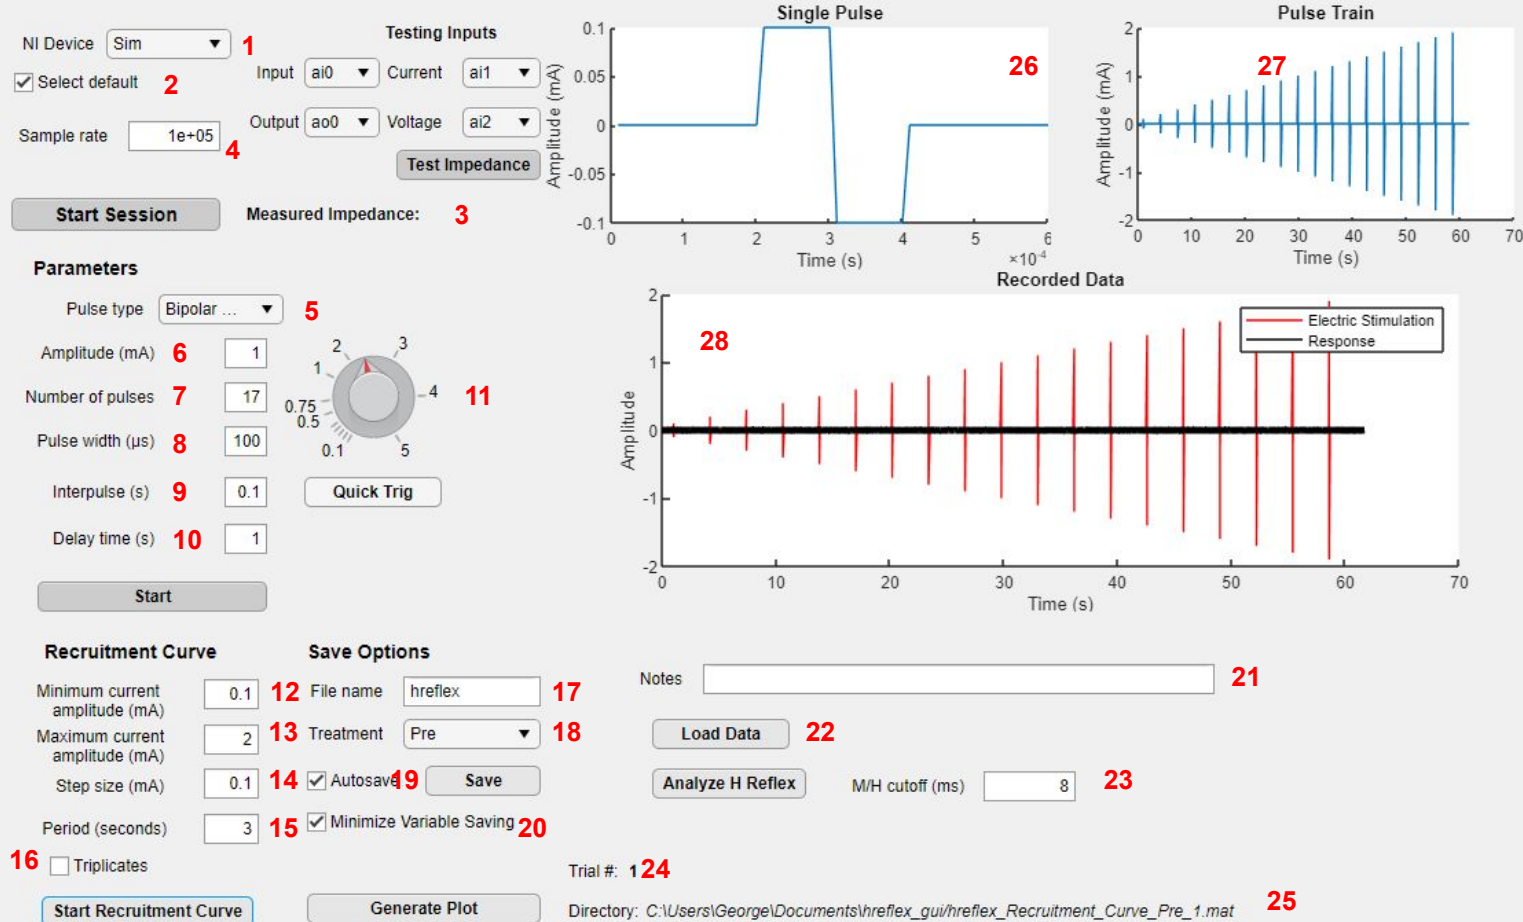 NI Device Sim 1
Select default 2
Sample rate 1e+05 4
Testing Inputs
Input ai0 Current ai1
Output ao0 Voltage ai2
Test Impedance
Start Session Measured Impedance: 3
Single Pulse
26
Amplitude (mA)
0.1
0.05
0
-0.05
-0.1
0 1 2 3 4 5 6
×10-4
Time (s)
Pulse Train
27
Amplitude (mA)
2
1
0
-1
-2
0 10 20 30 40 50 60 70
Time (s)
Parameters
Pulse type Bipolar ... 5
Amplitude (mA) 6 1
Number of pulses 7 17
Pulse width (µs) 8 100
Interpulse (s) 9 0.1
Delay time (s) 10 1
0.1 0.5 0.75 1 2 3 4 5
11
Quick Trig
Start
Recorded Data
28
Electric Stimulation
Response
Amplitude
2
1
0
-1
-2
0 10 20 30 40 50 60 70
Time (s)
Recruitment Curve
Minimum current
amplitude (mA) 0.1 12
Maximum current
amplitude (mA) 2 13
Step size (mA) 0.1 14
Period (seconds) 3 15
16 Triplicates
Start Recruitment Curve
Save Options
File name hreflex 17
Treatment Pre 18
Autosave 19 Save
Minimize Variable Saving 20
Generate Plot
Notes 21
Load Data 22
Analyze H Reflex M/H cutoff (ms) 8 23
Trial #: 1 24
Directory: C:\Users\George\Documents\hreflex_gui/hreflex_Recruitment_Curve_Pre_1.mat 25